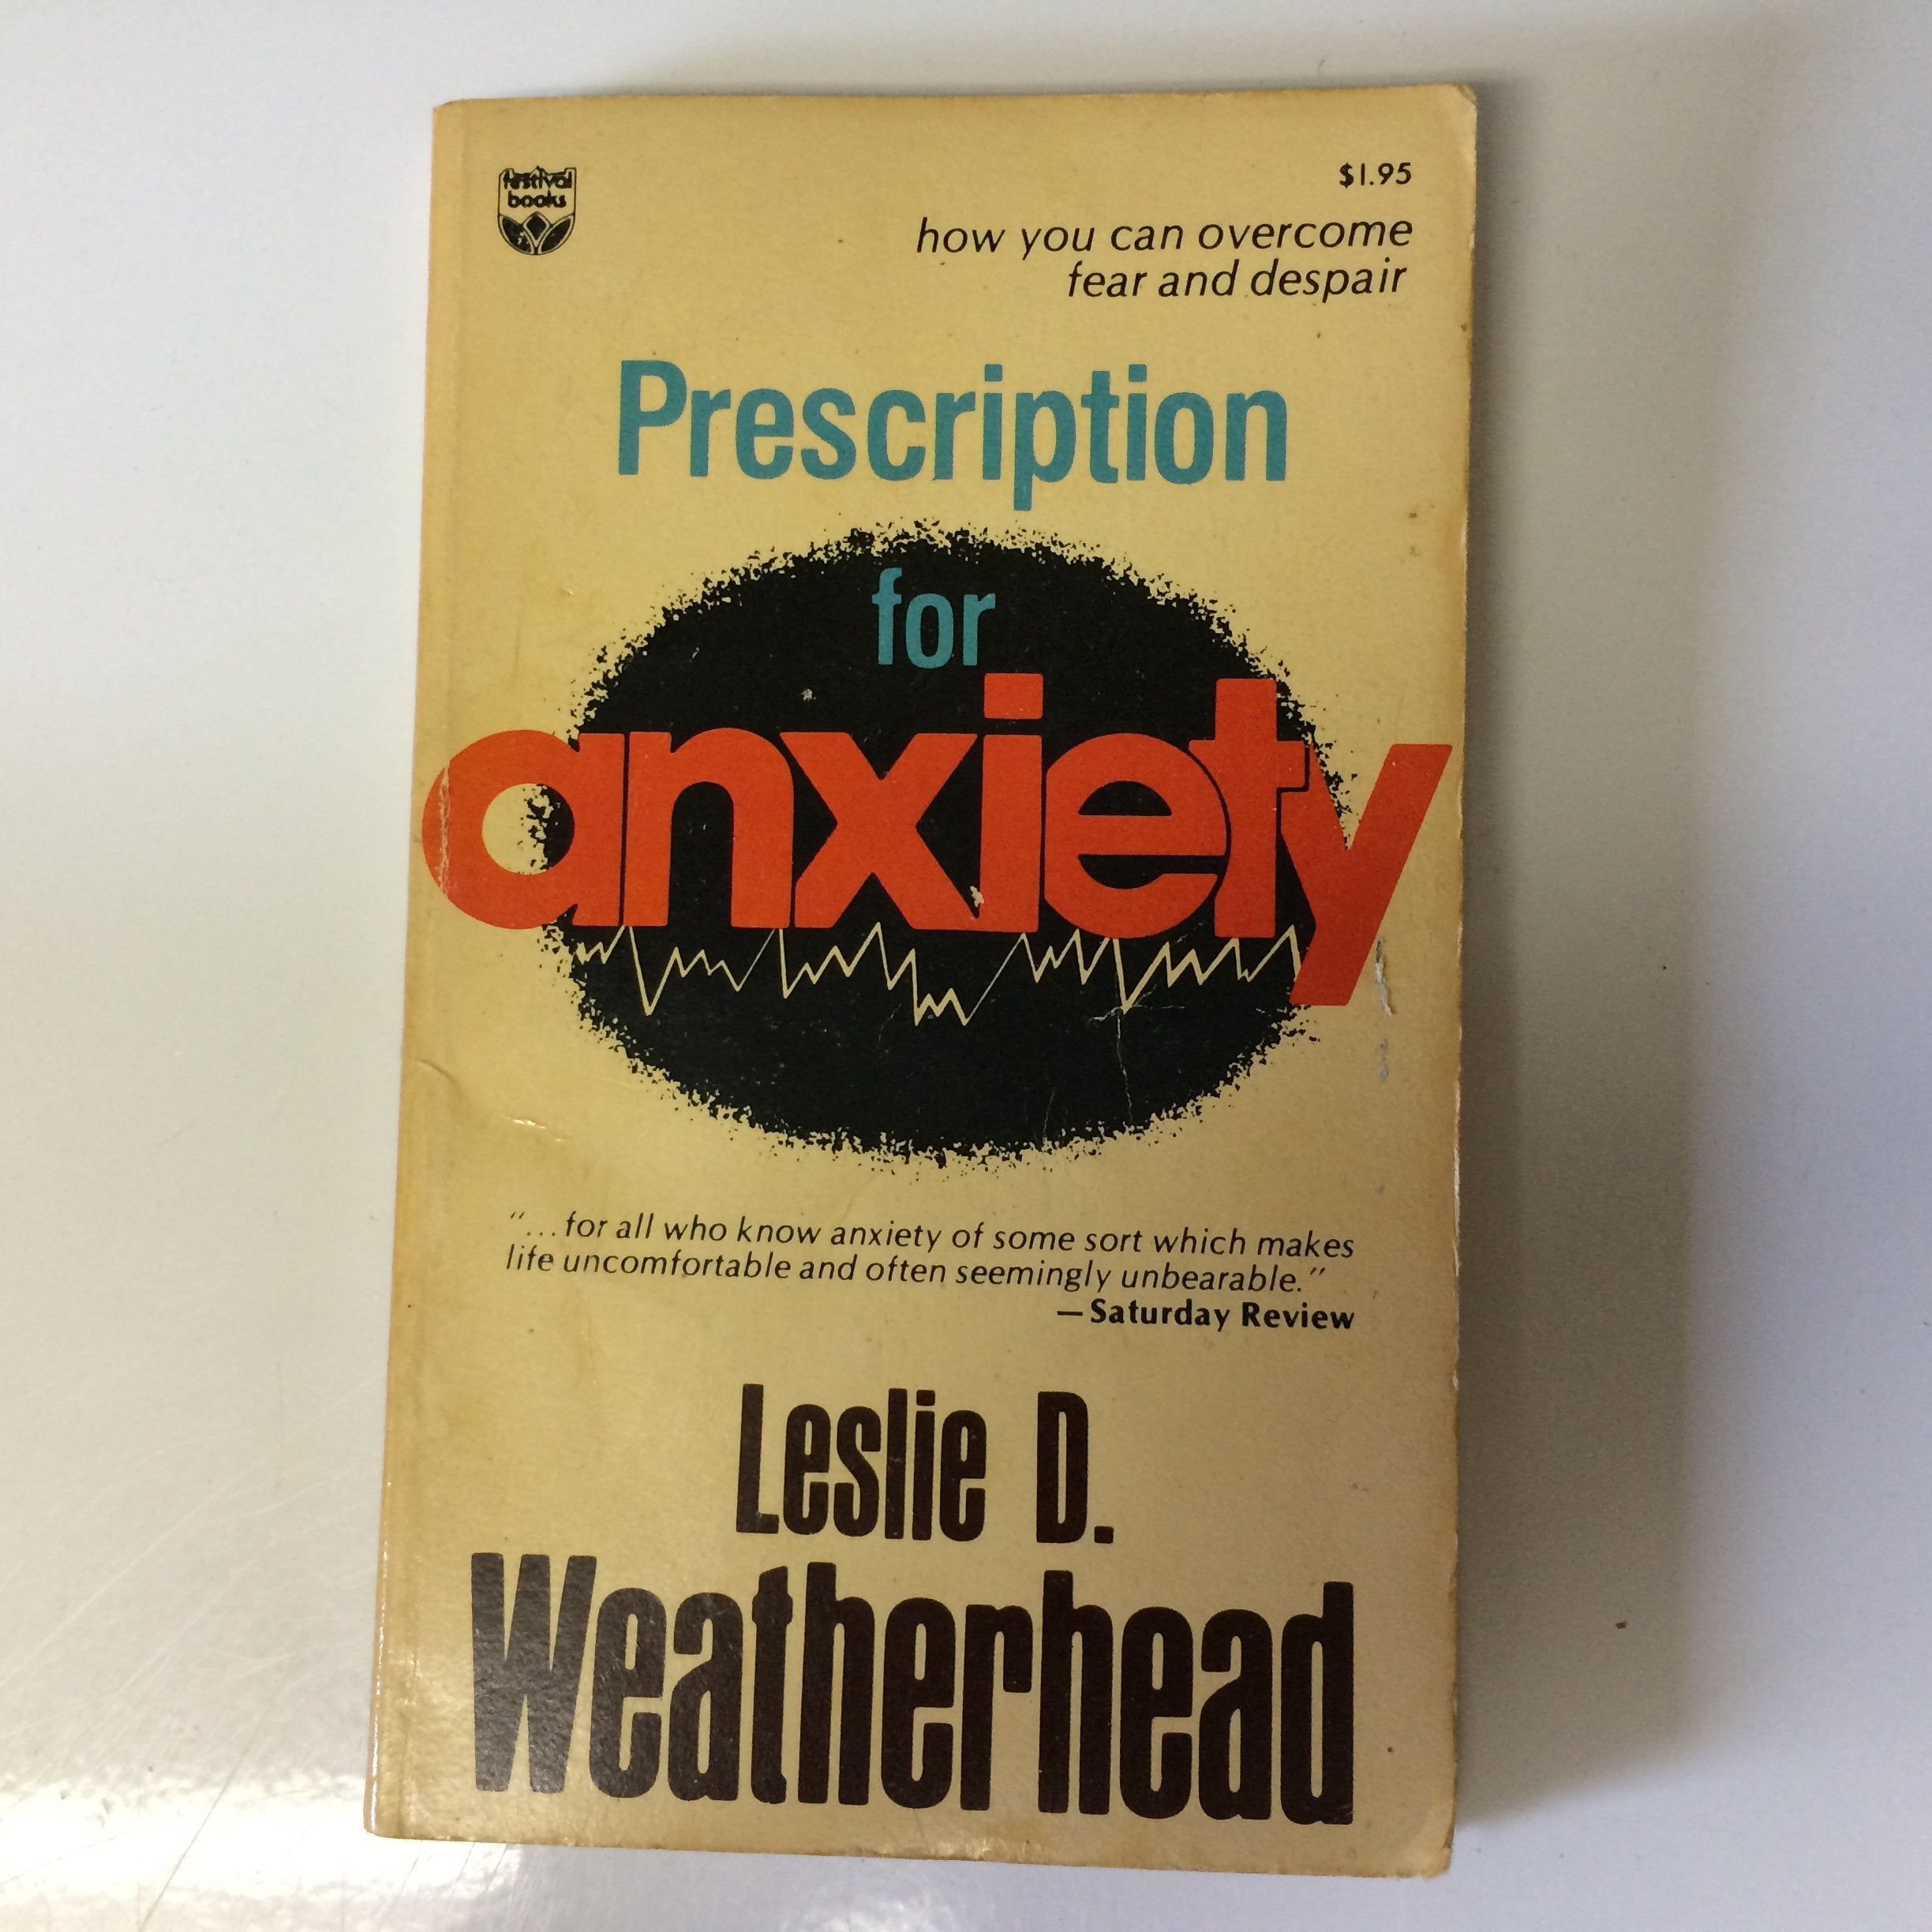 festival
books
$1.95
how you can overcome
fear and despair
Prescription
for
anxiety
"...for all who know anxiety of some sort which makes
life uncomfortable and often seemingly unbearable."
—Saturday Review
Leslie D.
Weatherhead